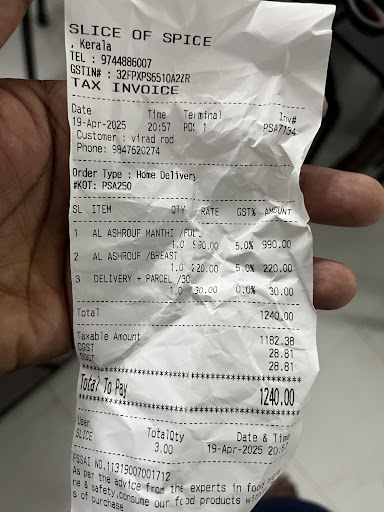 SLICE OF SPICE
, Kerala
TEL : 9744886007
GSTIN# : 32FPXPS6510A2ZR
TAX INVOICE
Date Time Terminal Inv#
19-Apr-2025 20:57 POS 1 PSA7134
Customer : virad rod
Phone: 9847620274
Order Type : Home Delivery
#KOT: PSA250
SL ITEM QTY RATE GST% AMOUNT
1 AL ASHROUF MANTHI /FULL
1.0 990.00 5.0% 990.00
2 AL ASHROUF /BREAST
1.0 220.00 5.0% 220.00
3 DELIVERY + PARCEL /30
1.0 30.00 0.0% 30.00
Total 1240.00
Taxable Amount 1182.38
CGST 28.81
SGST 28.81
Total To Pay 1240.00
User TotalQty Date & Time
SLICE 3.00 19-Apr-2025 20:57
FSSAI NO.11319007001712
As per the advice from the experts in food
me & safety,consume our food products
s of purchase